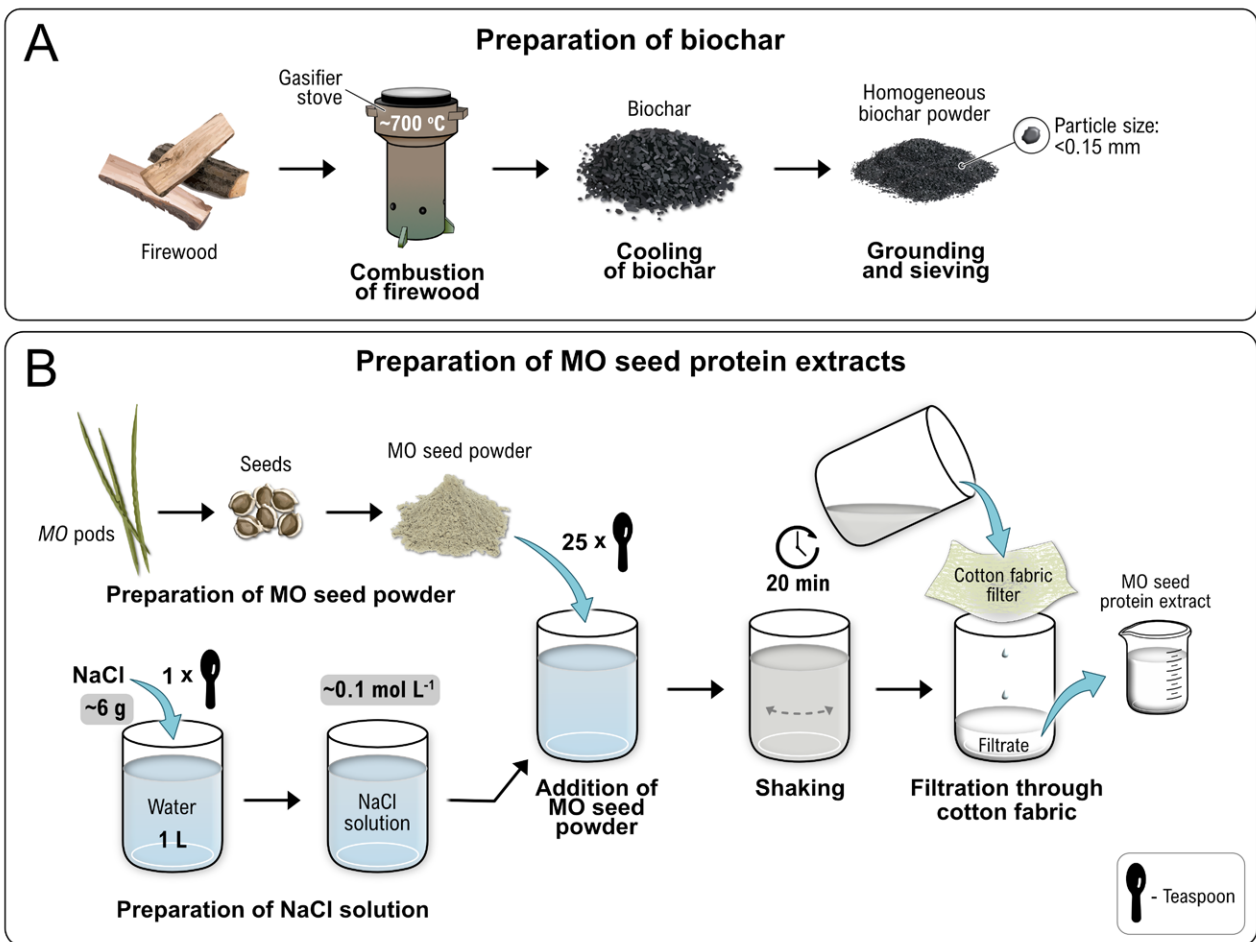 A
Preparation of biochar
Gasifier
stove
~700 °C
Firewood
Combustion
of firewood
Biochar
Cooling
of biochar
Homogeneous
biochar powder
Particle size:
<0.15 mm
Grounding
and sieving
B
Preparation of MO seed protein extracts
MO pods
Seeds
MO seed powder
Preparation of MO seed powder
25 x
NaCl
~6 g
1 x
Water
1 L
~0.1 mol L⁻¹
NaCl
solution
Preparation of NaCl solution
Addition of
MO seed
powder
20 min
Shaking
Cotton fabric
filter
Filtrate
Filtration through
cotton fabric
MO seed
protein extract
- Teaspoon